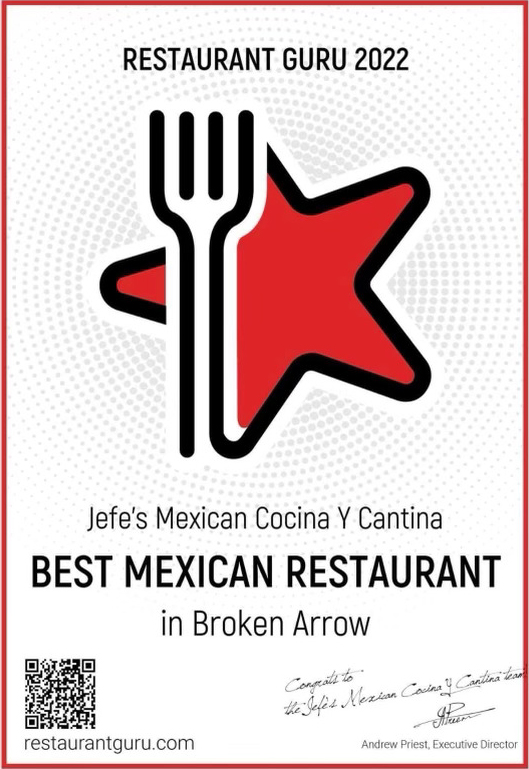 RESTAURANT GURU 2022
Jefe's Mexican Cocina Y Cantina
BEST MEXICAN RESTAURANT
in Broken Arrow
Congrats to
the Jefe's Mexican Cocina Y Cantina team
restaurantguru.com
Andrew Priest, Executive Director